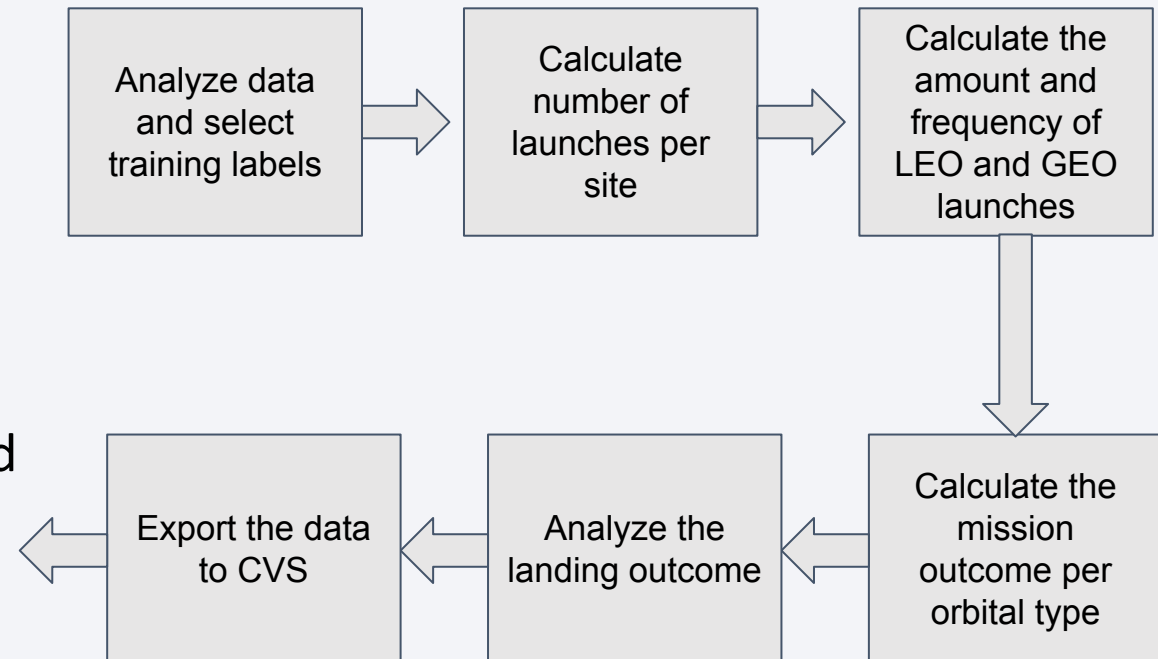 Analyze data
and select
training labels
Calculate
number of
launches per
site
Calculate the
amount and
frequency of
LEO and GEO
launches
Calculate the
mission
outcome per
orbital type
Analyze the
landing outcome
Export the data
to CVS